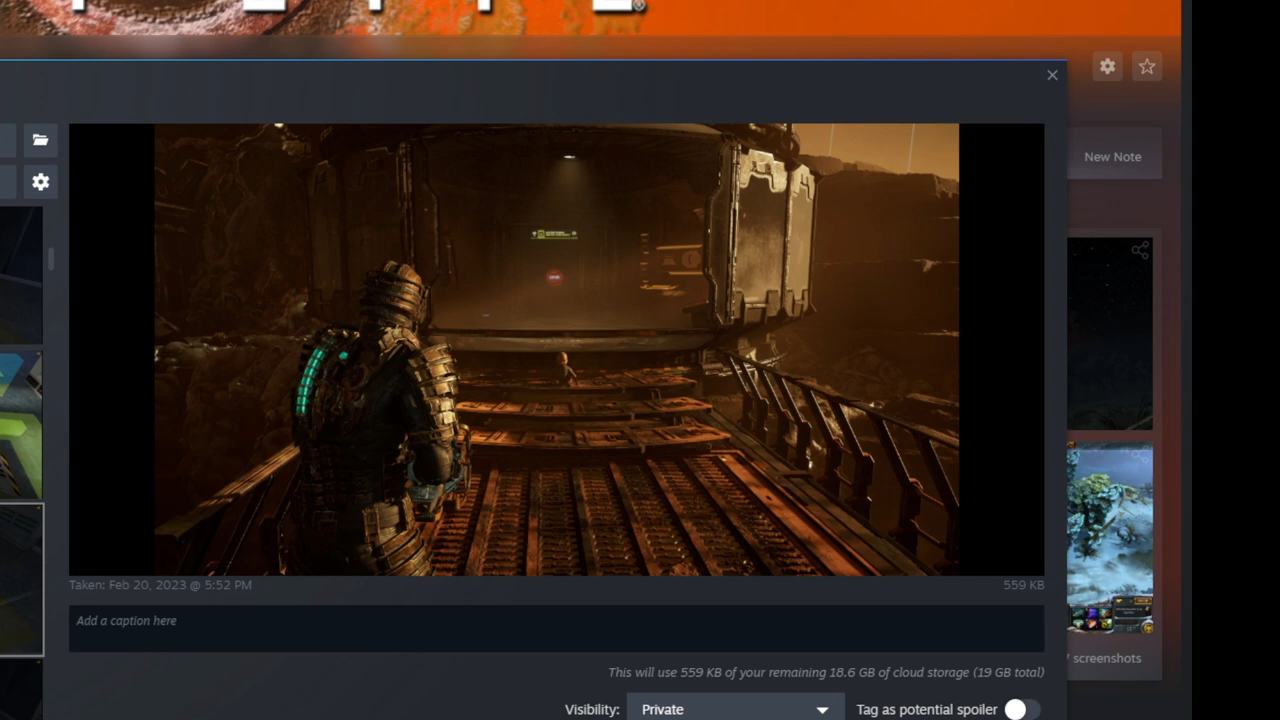 New Note
Taken: Feb 20, 2023 @ 5:52 PM
559 KB
Add a caption here
screenshots
This will use 559 KB of your remaining 18.6 GB of cloud storage (19 GB total)
Visibility:
Private
Tag as potential spoiler